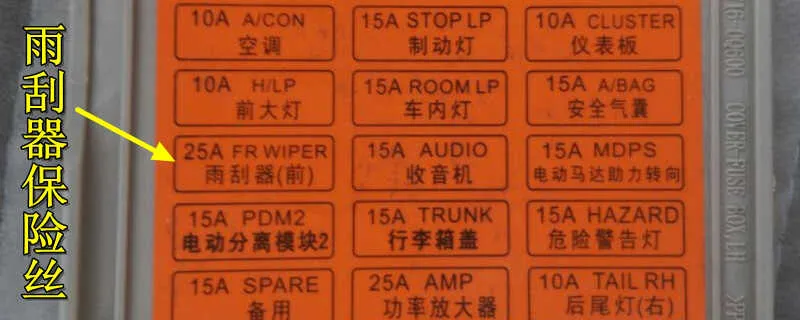 雨刮器保险丝
10A A/CON
空调
15A STOP LP
制动灯
10A CLUSTER
仪表板
10A H/LP
前大灯
15A ROOM LP
车内灯
15A A/BAG
安全气囊
25A FR WIPER
雨刮器(前)
15A AUDIO
收音机
15A MDPS
电动马达助力转向
15A PDM2
电动分离模块2
15A TRUNK
行李箱盖
15A HAZARD
危险警告灯
15A SPARE
备用
25A AMP
功率放大器
10A TAIL RH
后尾灯(右)
COVER-FUSE BOX LH